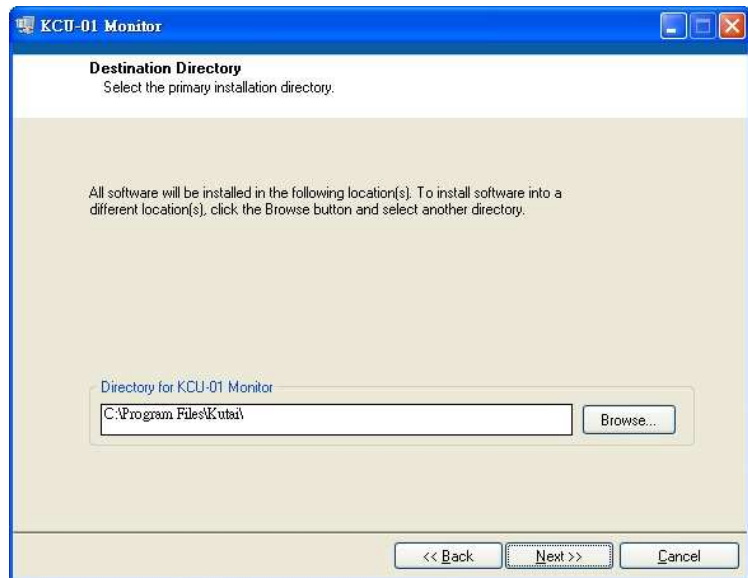 KCU-01 Monitor
Destination Directory
Select the primary installation directory.
All software will be installed in the following location(s). To install software into a
different location(s), click the Browse button and select another directory.
Directory for KCU-01 Monitor
C:\Program Files\Kutai\
Browse...
<< Back
Next >>
Cancel